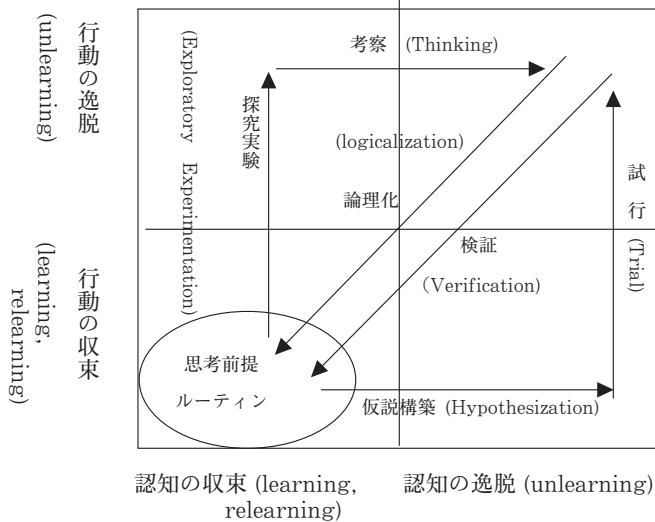 行動の逸脱
(unlearning)
行動の収束
(learning,
relearning)
(Exploratory Experimentation)
探究実験
考察 (Thinking)
(logicalization)
論理化
検証
（Verification)
試行
(Trial)
思考前提
ルーティン
仮説構築 (Hypothesization)
認知の収束 (learning,
relearning)
認知の逸脱 (unlearning)